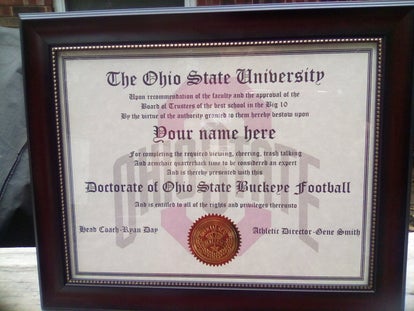 The Ohio State University
Upon recommendation of the faculty and the approval of the
Board of Trusters of the best school in the Big 10
By the virtue of the authority granted to them hereby bestow upon
Your name here
For completing the required viewing, cheering, trash talking
And armchair quarterback time to be considered an expert
And is hereby presented with this
Doctorate of Ohio State Buckeye Football
And is entitled to all of the rights and privileges thereunto
Head Coach-Ryan Day
Athletic Director-Gene Smith
OHIO STATE